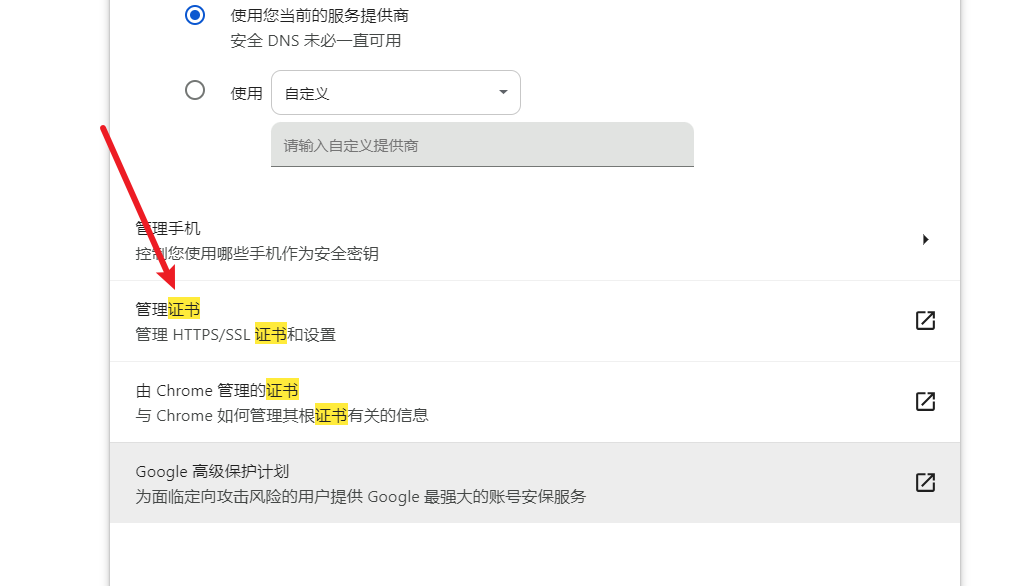 使用您当前的服务提供商
安全 DNS 未必一直可用
使用 自定义
请输入自定义提供商
管理手机
控制您使用哪些手机作为安全密钥
管理证书
管理 HTTPS/SSL 证书和设置
由 Chrome 管理的证书
与 Chrome 如何管理其根证书有关的信息
Google 高级保护计划
为面临定向攻击风险的用户提供 Google 最强大的账号安保服务